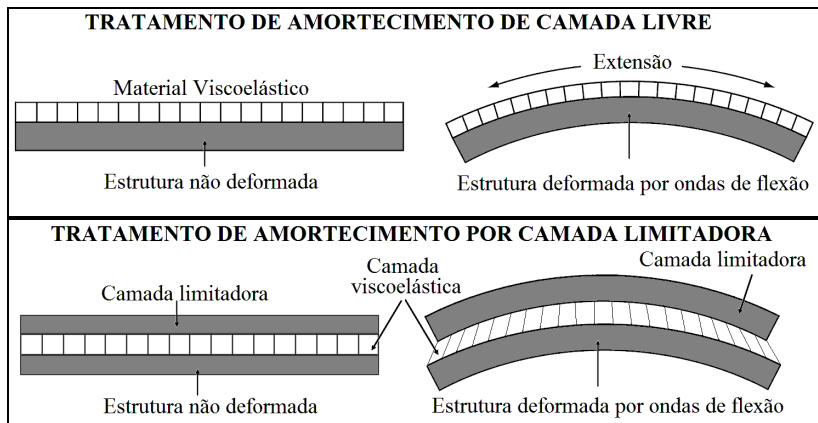 TRATAMENTO DE AMORTECIMENTO DE CAMADA LIVRE
Material Viscoelástico
Extensão
Estrutura não deformada
Estrutura deformada por ondas de flexão
TRATAMENTO DE AMORTECIMENTO POR CAMADA LIMITADORA
Camada limitadora
Camada
viscoelástica
Camada limitadora
Estrutura não deformada
Estrutura deformada por ondas de flexão